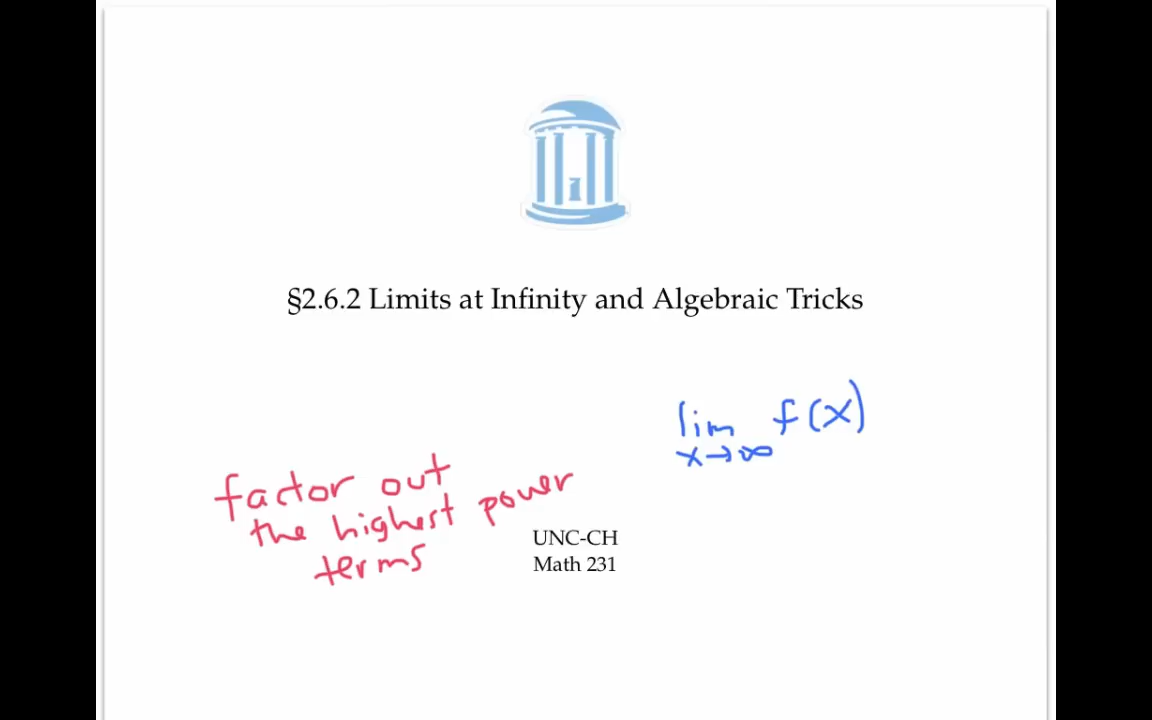 §2.6.2 Limits at Infinity and Algebraic Tricks
lim f(x)
x→∞
factor out
the highest power
terms
UNC-CH
Math 231